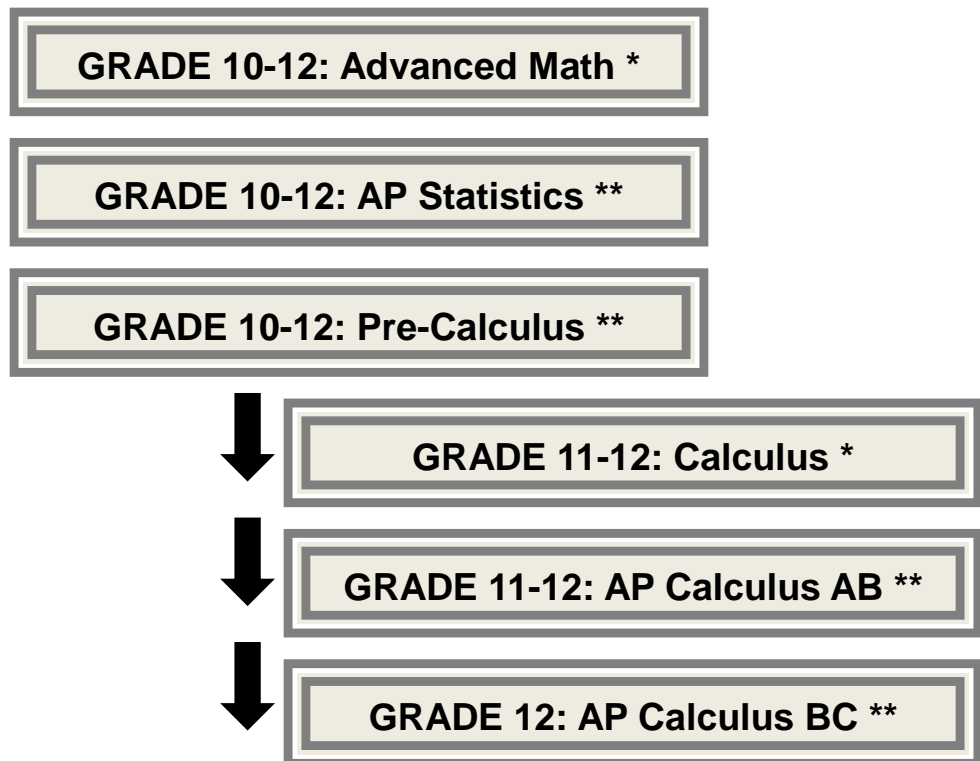 GRADE 10-12: Advanced Math *
GRADE 10-12: AP Statistics **
GRADE 10-12: Pre-Calculus **
GRADE 11-12: Calculus *
GRADE 11-12: AP Calculus AB **
GRADE 12: AP Calculus BC **